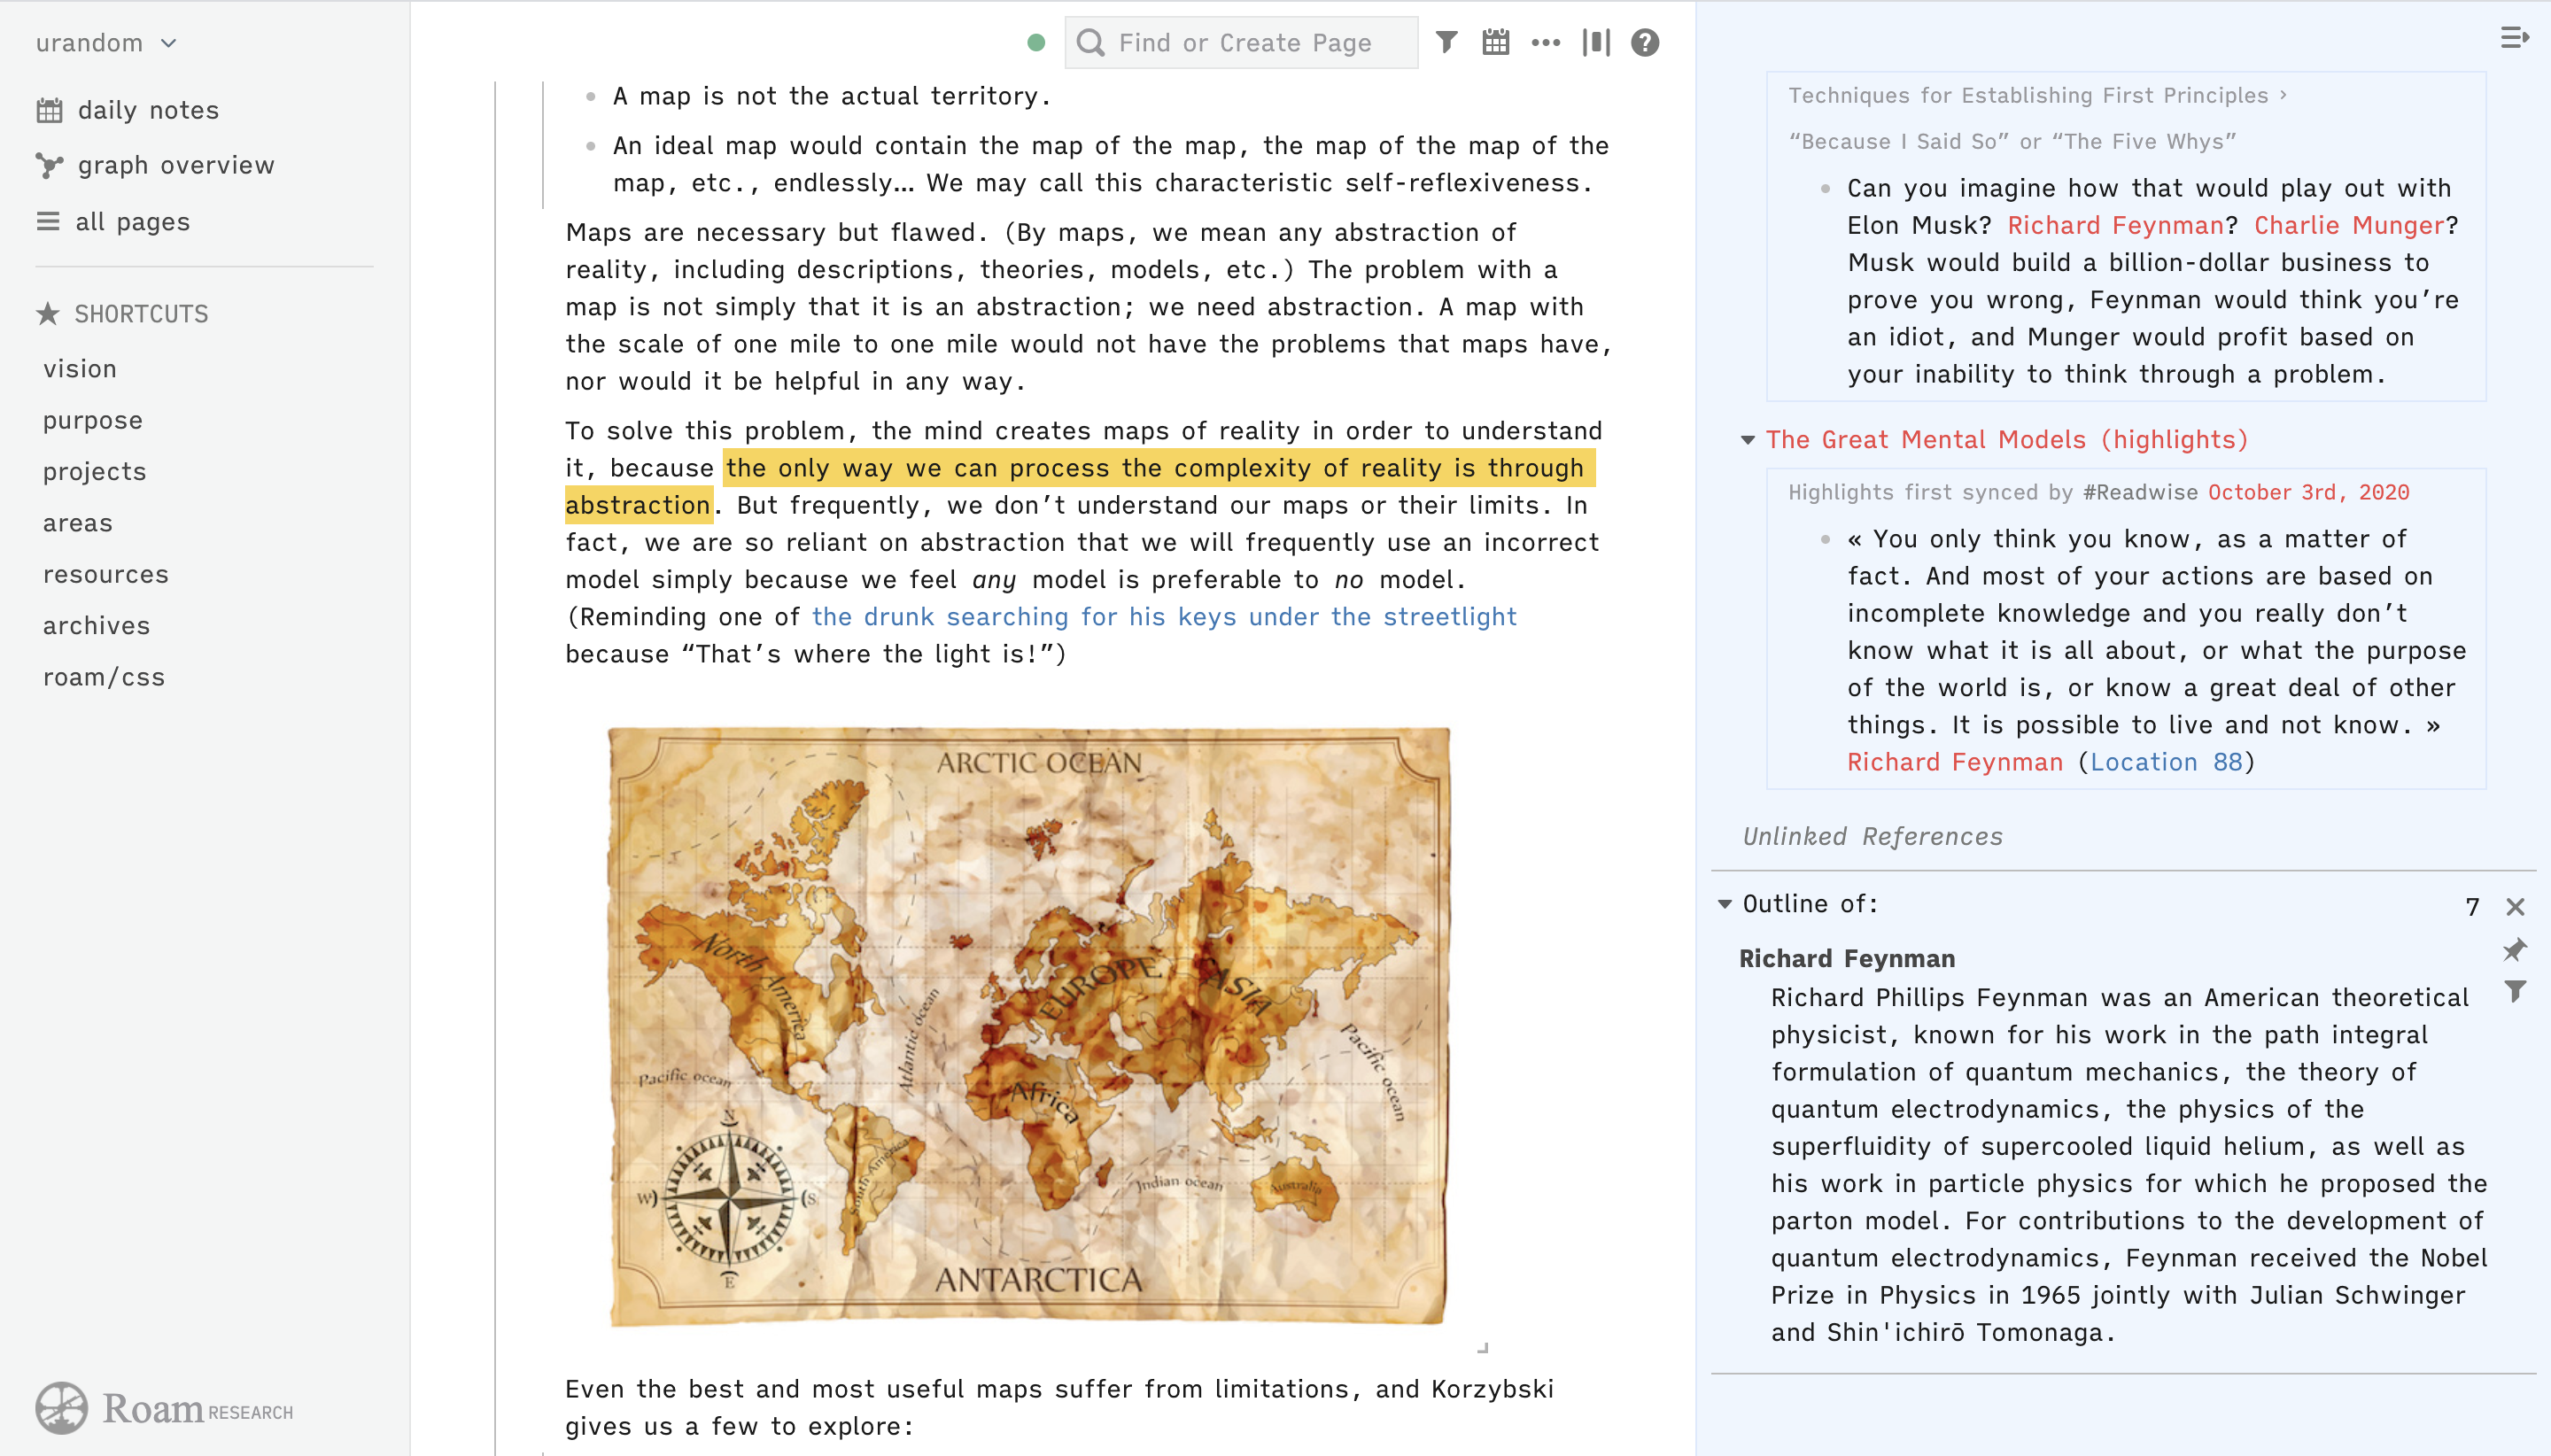 urandom
daily notes
graph overview
all pages
SHORTCUTS
vision
purpose
projects
areas
resources
archives
roam/css
Roam RESEARCH
Find or Create Page
A map is not the actual territory.
An ideal map would contain the map of the map, the map of the map of the
map, etc., endlessly… We may call this characteristic self-reflexiveness.
Maps are necessary but flawed. (By maps, we mean any abstraction of
reality, including descriptions, theories, models, etc.) The problem with a
map is not simply that it is an abstraction; we need abstraction. A map with
the scale of one mile to one mile would not have the problems that maps have,
nor would it be helpful in any way.
To solve this problem, the mind creates maps of reality in order to understand
it, because the only way we can process the complexity of reality is through
abstraction. But frequently, we don’t understand our maps or their limits. In
fact, we are so reliant on abstraction that we will frequently use an incorrect
model simply because we feel any model is preferable to no model.
(Reminding one of the drunk searching for his keys under the streetlight
because “That’s where the light is!”)
ARCTIC OCEAN
North America
EUROPE
ASIA
Atlantic ocean
Pacific ocean
Pacific ocean
Africa
South America
Indian ocean
Australia
N
W
S
E
ANTARCTICA
Even the best and most useful maps suffer from limitations, and Korzybski
gives us a few to explore:
Techniques for Establishing First Principles ›
“Because I Said So” or “The Five Whys”
Can you imagine how that would play out with
Elon Musk? Richard Feynman? Charlie Munger?
Musk would build a billion-dollar business to
prove you wrong, Feynman would think you’re
an idiot, and Munger would profit based on
your inability to think through a problem.
The Great Mental Models (highlights)
Highlights first synced by #Readwise October 3rd, 2020
« You only think you know, as a matter of
fact. And most of your actions are based on
incomplete knowledge and you really don’t
know what it is all about, or what the purpose
of the world is, or know a great deal of other
things. It is possible to live and not know. »
Richard Feynman (Location 88)
Unlinked References
Outline of:
7
Richard Feynman
Richard Phillips Feynman was an American theoretical
physicist, known for his work in the path integral
formulation of quantum mechanics, the theory of
quantum electrodynamics, the physics of the
superfluidity of supercooled liquid helium, as well as
his work in particle physics for which he proposed the
parton model. For contributions to the development of
quantum electrodynamics, Feynman received the Nobel
Prize in Physics in 1965 jointly with Julian Schwinger
and Shin'ichirō Tomonaga.